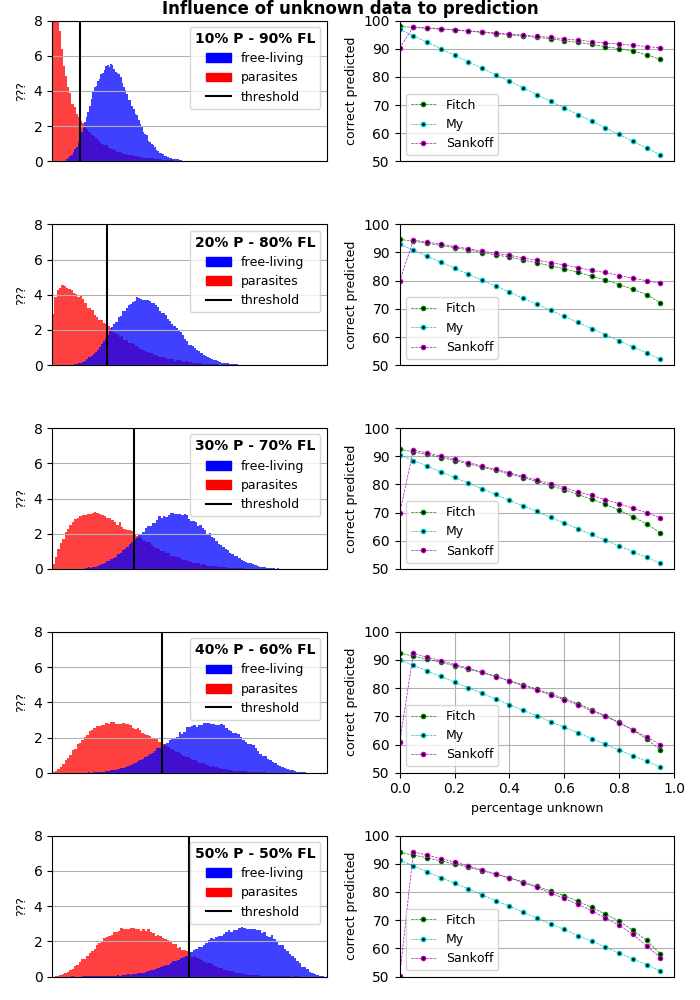 Influence of unknown data to prediction
8
6
4
2
0
???
10% P - 90% FL
free-living
parasites
threshold
100
90
80
70
60
50
correct predicted
Fitch
My
Sankoff
8
6
4
2
0
???
20% P - 80% FL
free-living
parasites
threshold
100
90
80
70
60
50
correct predicted
Fitch
My
Sankoff
8
6
4
2
0
???
30% P - 70% FL
free-living
parasites
threshold
100
90
80
70
60
50
correct predicted
Fitch
My
Sankoff
8
6
4
2
0
???
40% P - 60% FL
free-living
parasites
threshold
100
90
80
70
60
50
correct predicted
Fitch
My
Sankoff
0.0 0.2 0.4 0.6 0.8 1.0
percentage unknown
8
6
4
2
0
???
50% P - 50% FL
free-living
parasites
threshold
100
90
80
70
60
50
correct predicted
Fitch
My
Sankoff